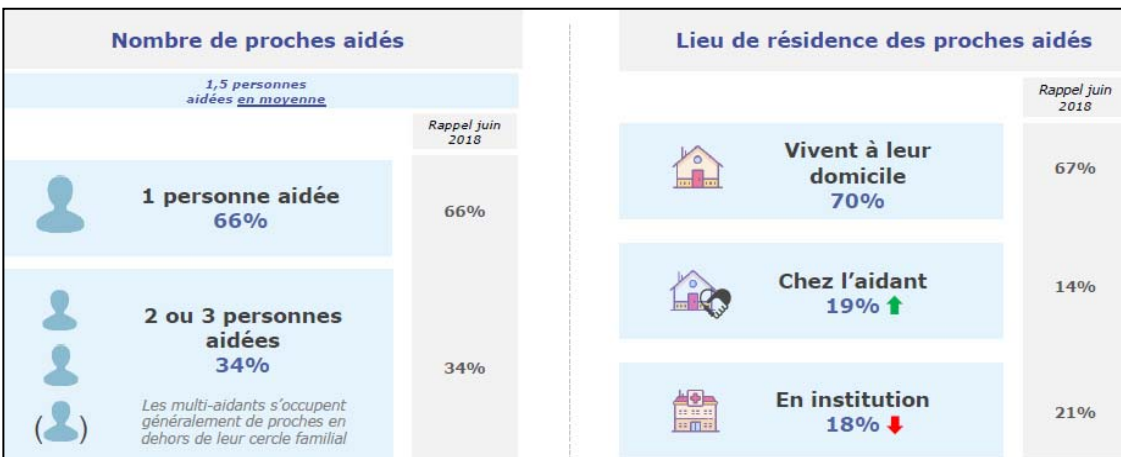 Nombre de proches aidés
1,5 personnes
aidées en moyenne
Rappel juin
2018
1 personne aidée
66%
66%
2 ou 3 personnes
aidées
34%
34%
Les multi-aidants s’occupent
généralement de proches en
dehors de leur cercle familial
( )
Lieu de résidence des proches aidés
Rappel juin
2018
Vivent à leur
domicile
70%
67%
Chez l’aidant
19%
14%
En institution
18%
21%